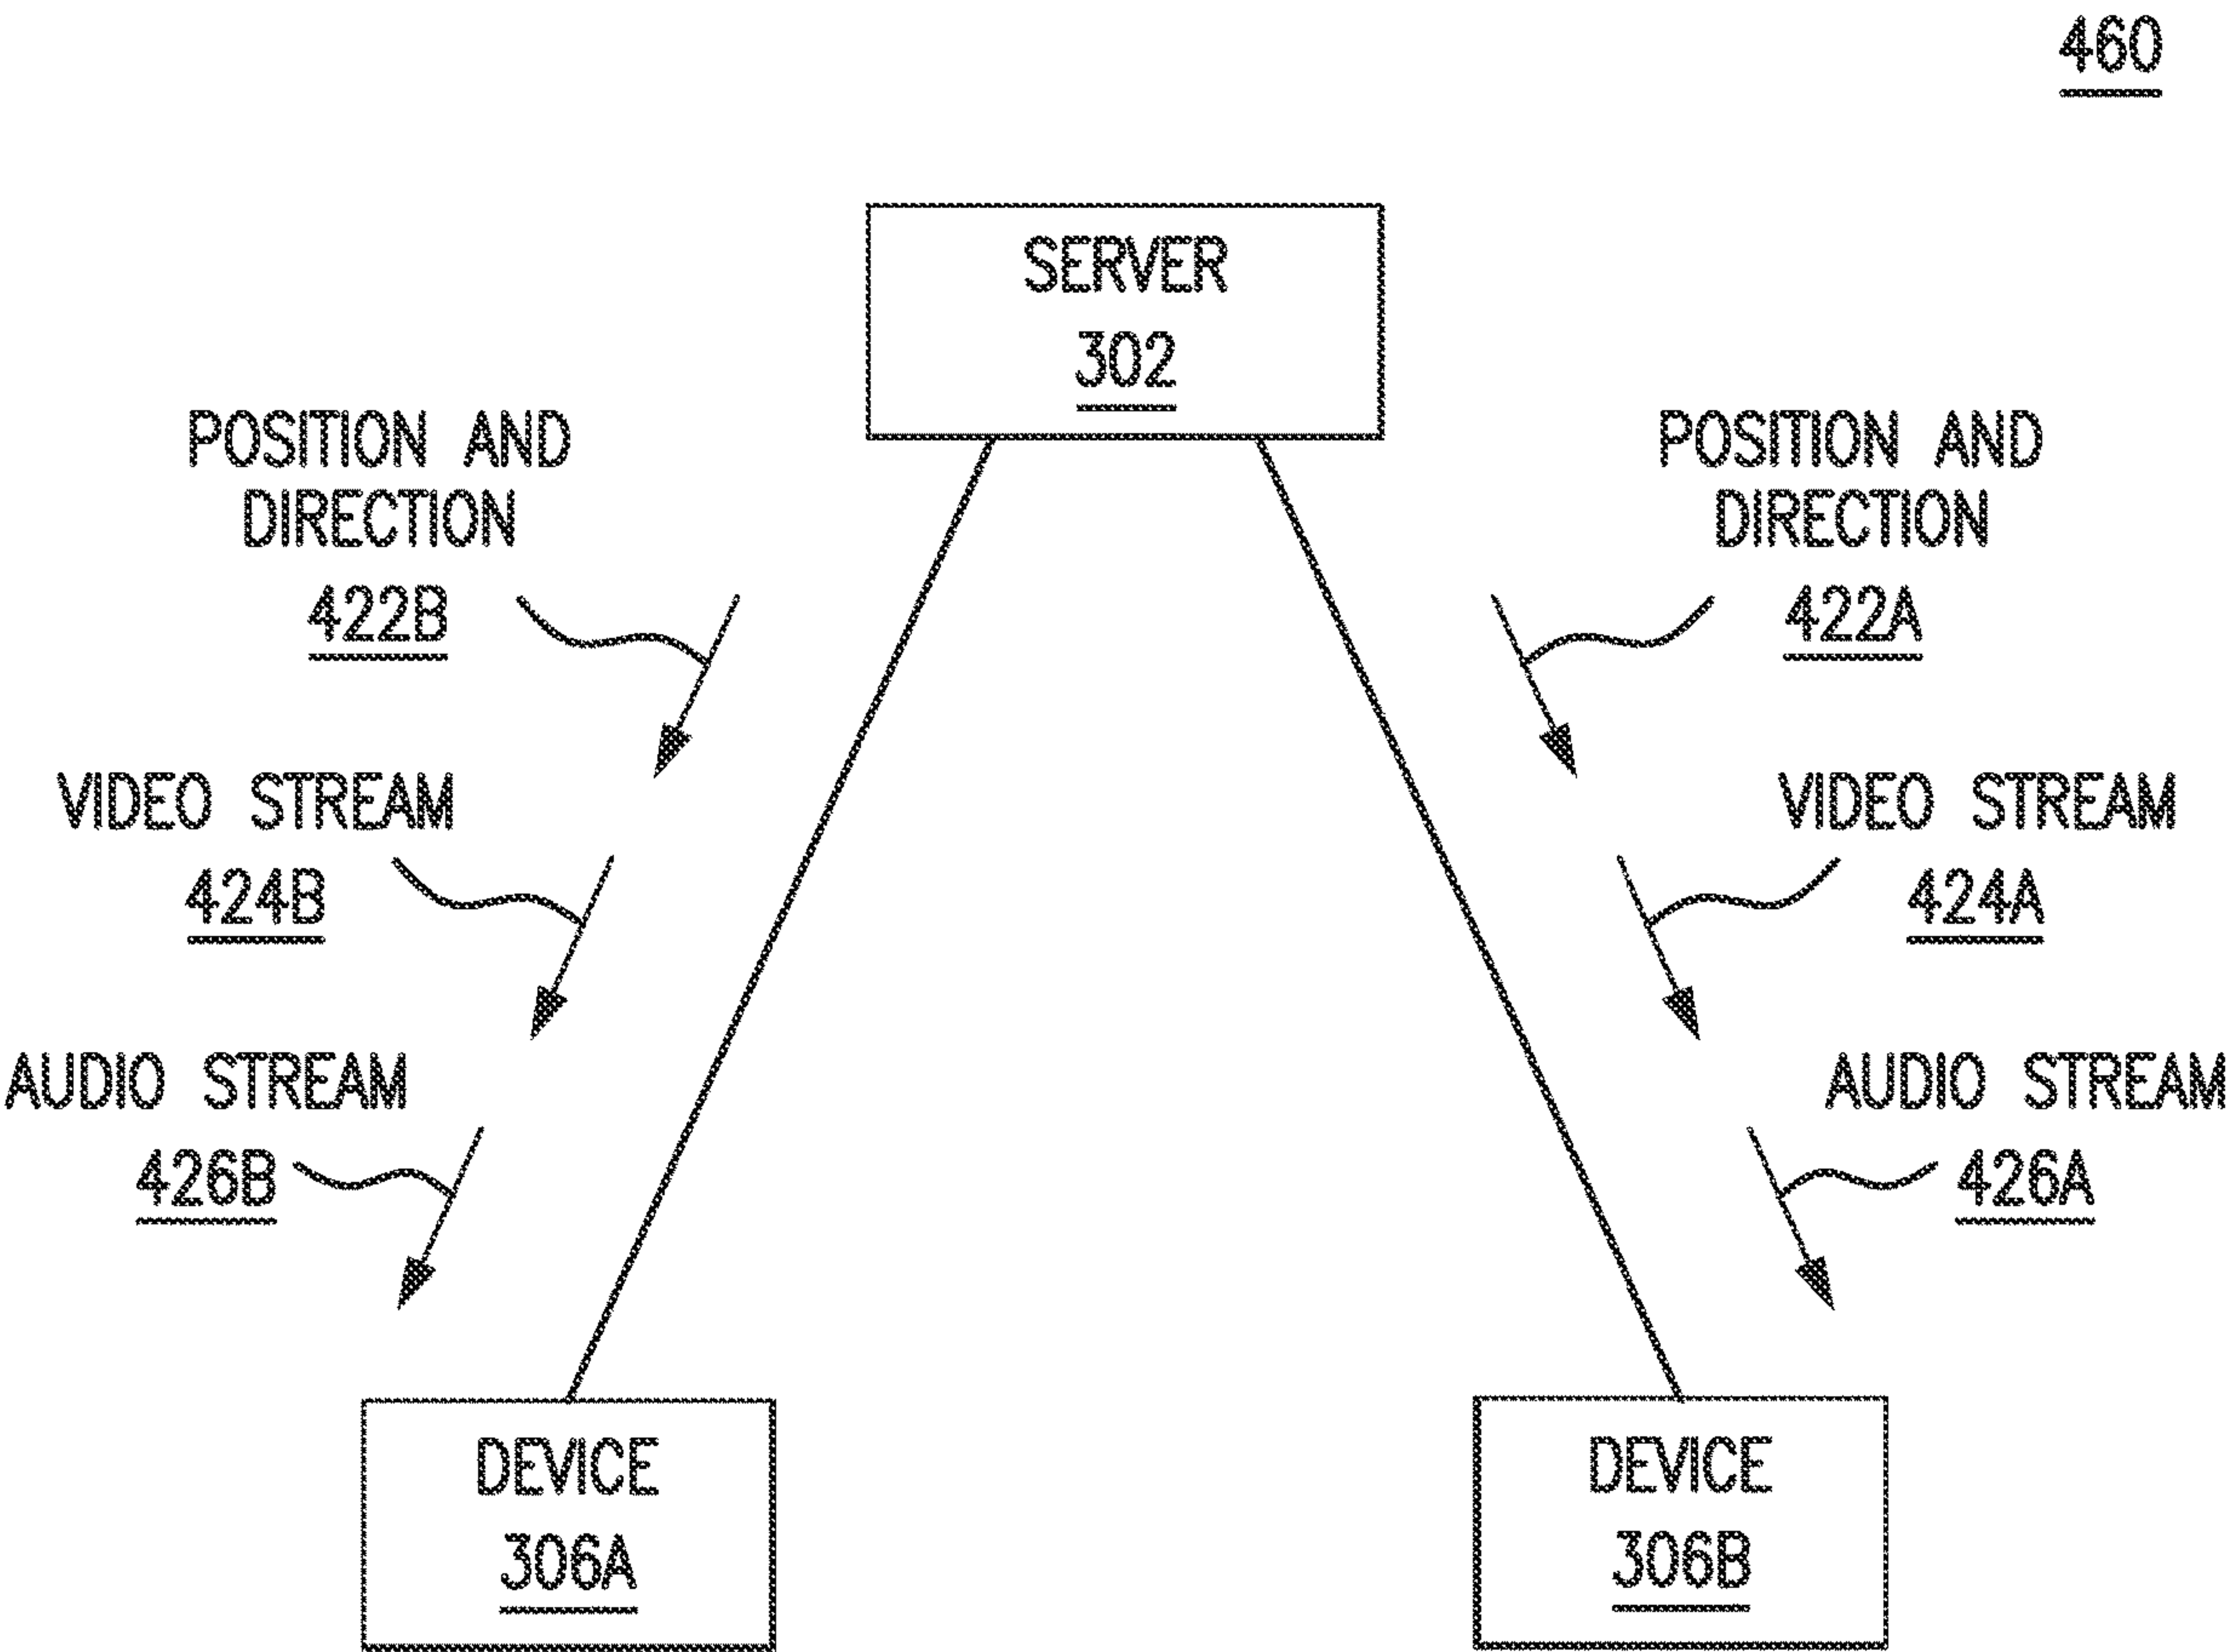 460
SERVER
302
POSITION AND
DIRECTION
422B
POSITION AND
DIRECTION
422A
VIDEO STREAM
424B
VIDEO STREAM
424A
AUDIO STREAM
426B
AUDIO STREAM
426A
DEVICE
306A
DEVICE
306B